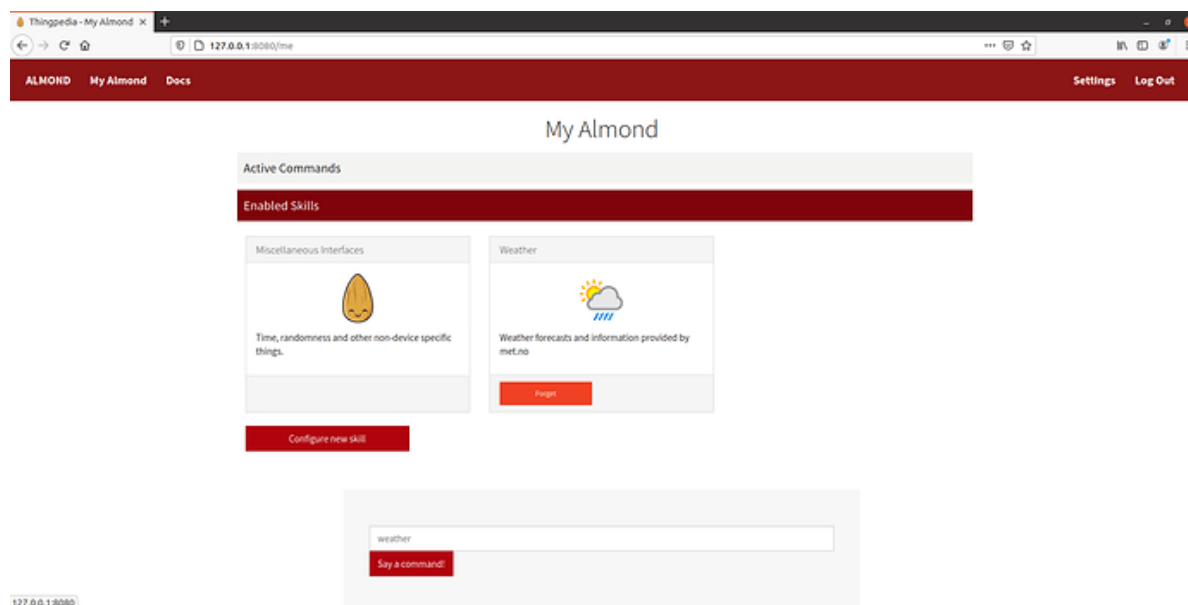 Thingpedia - My Almond
127.0.0.1:8080/me
ALMOND My Almond Docs Settings Log Out
My Almond
Active Commands
Enabled Skills
Miscellaneous Interfaces
Time, randomness and other non-device specific
things.
Weather
Weather forecasts and information provided by
met.no
Forget
Configure new skill
weather
Say a command!
127.0.0.1:8080